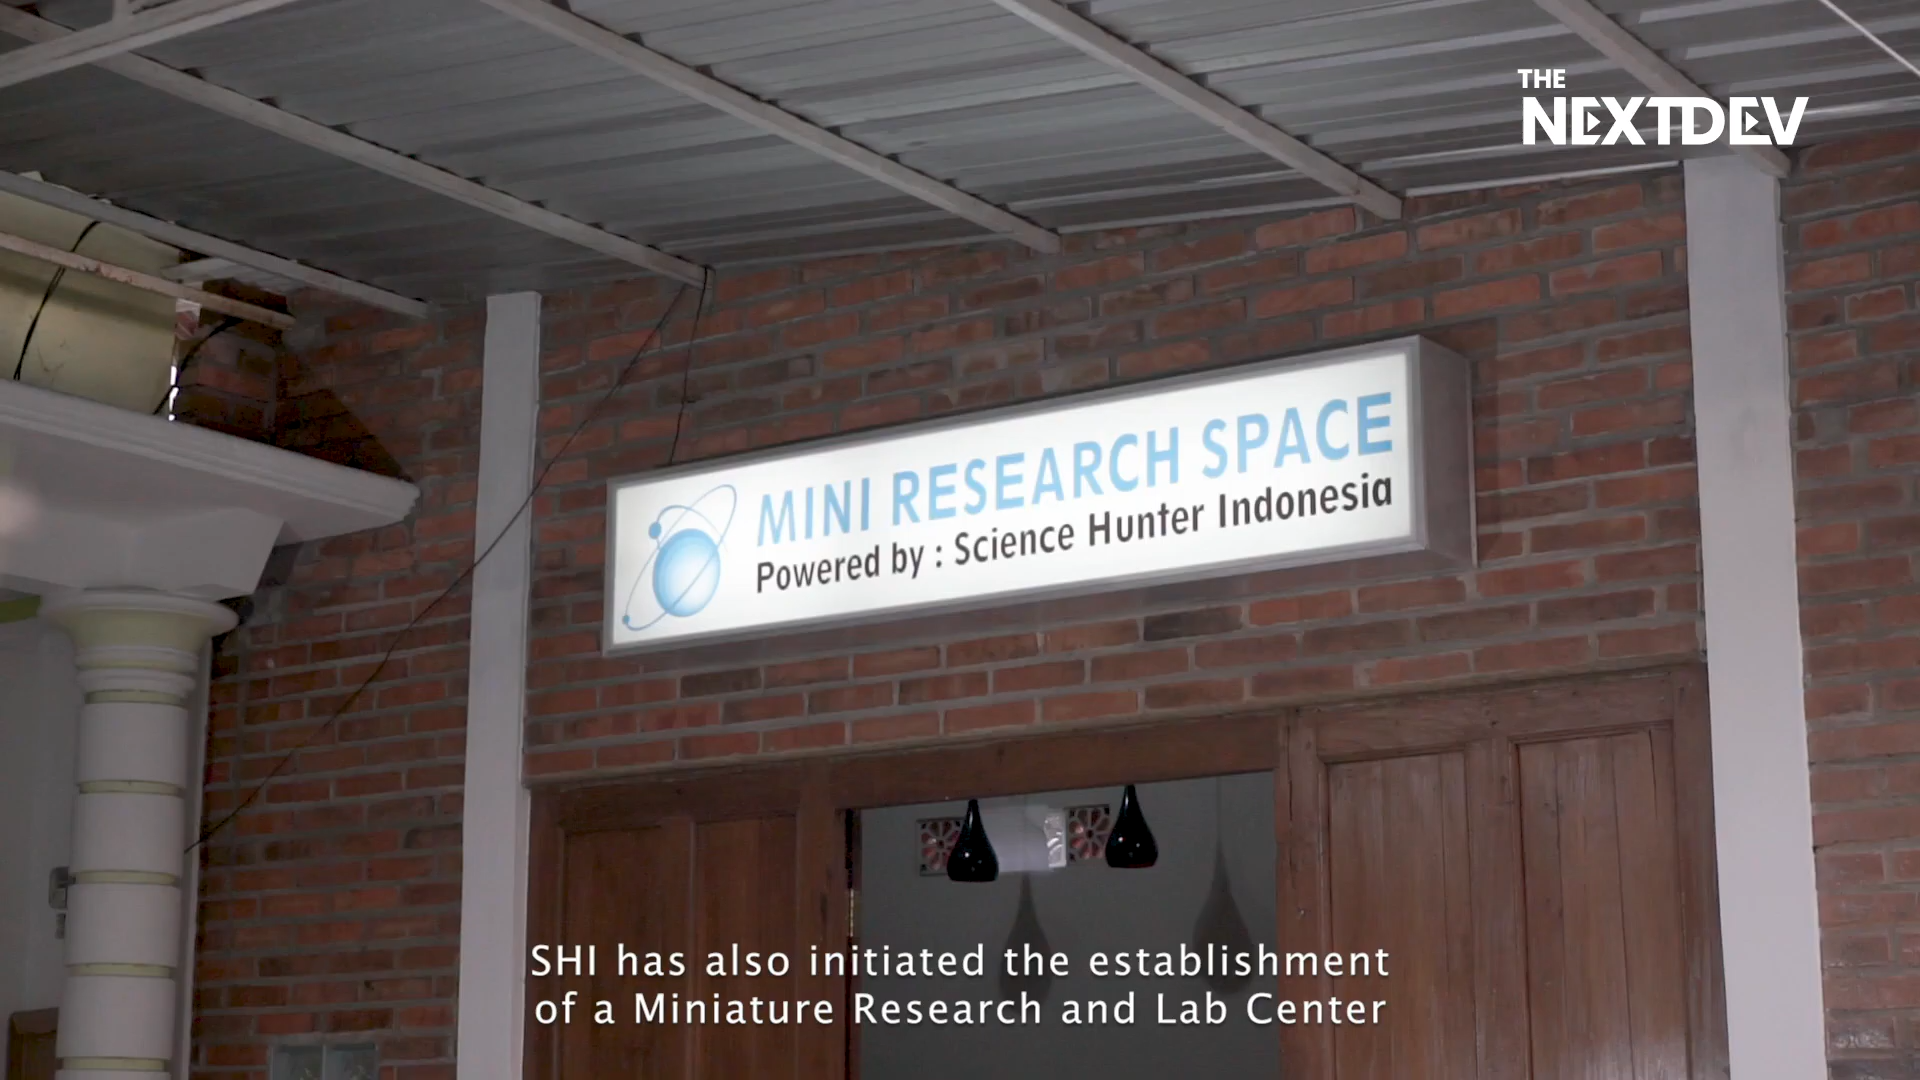 THE
NEXTDEV
MINI RESEARCH SPACE
Powered by : Science Hunter Indonesia
SHI has also initiated the establishment
of a Miniature Research and Lab Center